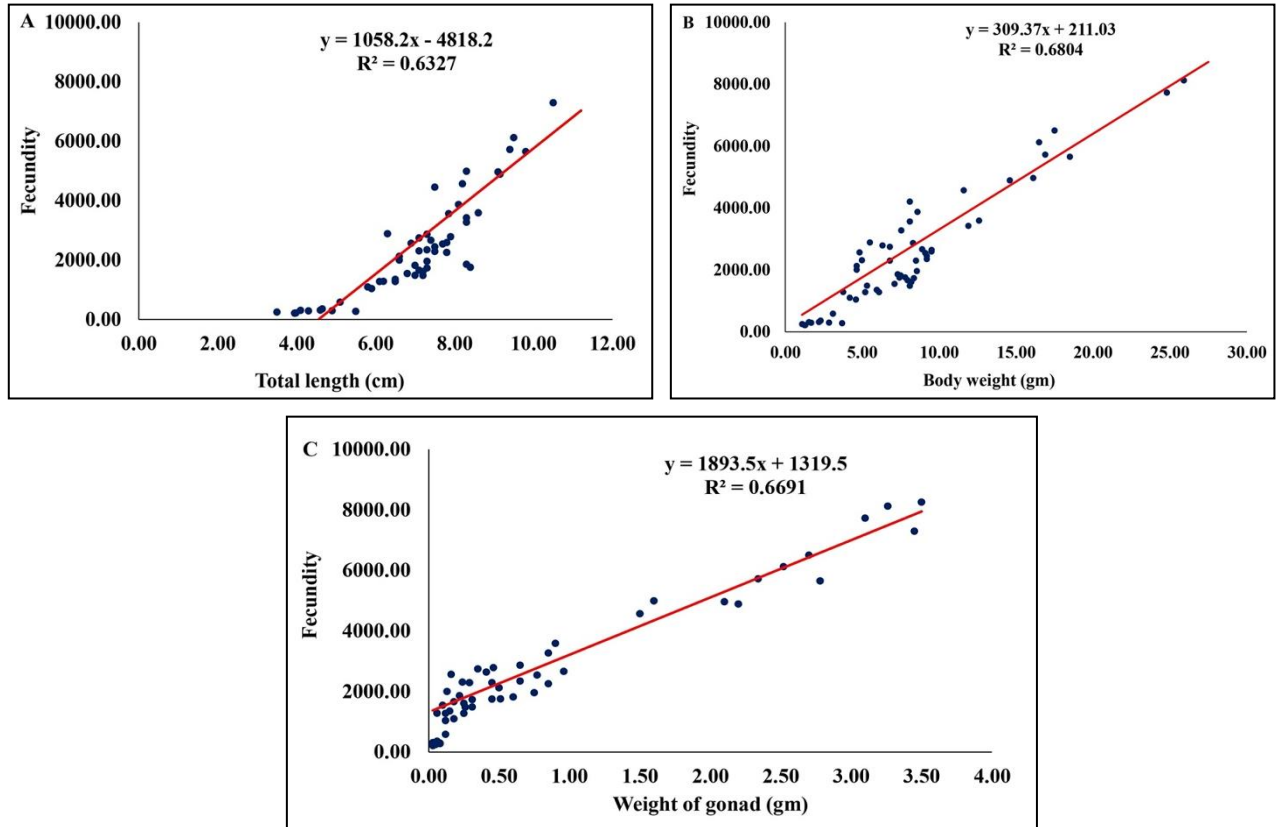 A
y = 1058.2x - 4818.2
R² = 0.6327
10000.00
8000.00
6000.00
4000.00
2000.00
0.00
Fecundity
0.00 2.00 4.00 6.00 8.00 10.00 12.00
Total length (cm)
B
y = 309.37x + 211.03
R² = 0.6804
10000.00
8000.00
6000.00
4000.00
2000.00
0.00
Fecundity
0.00 5.00 10.00 15.00 20.00 25.00 30.00
Body weight (gm)
C
y = 1893.5x + 1319.5
R² = 0.6691
10000.00
8000.00
6000.00
4000.00
2000.00
0.00
Fecundity
0.00 0.50 1.00 1.50 2.00 2.50 3.00 3.50 4.00
Weight of gonad (gm)